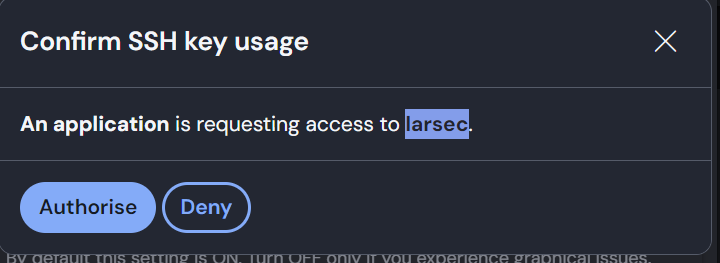 Confirm SSH key usage
An application is requesting access to larsec.
Authorise Deny
By default this setting is ON. Turn OFF only if you experience graphical issues.